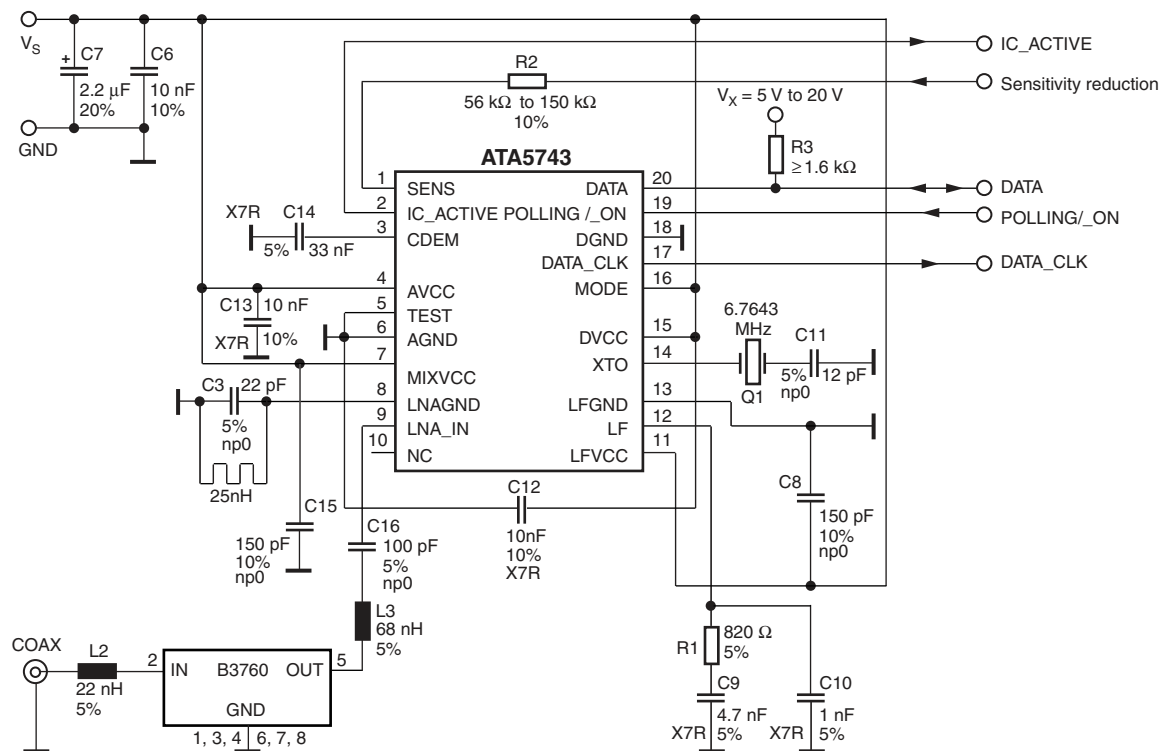 V_S
C7
+
2.2 µF
20%
C6
10 nF
10%
GND
IC_ACTIVE
R2
56 kΩ to 150 kΩ
10%
Sensitivity reduction
V_X = 5 V to 20 V
R3
≥1.6 kΩ
ATA5743
1 SENS
2 IC_ACTIVE
3 CDEM
4 AVCC
5 TEST
6 AGND
7 MIXVCC
8 LNAGND
9 LNA_IN
10 NC
DATA 20
POLLING /_ON 19
DGND 18
DATA_CLK 17
MODE 16
DVCC 15
XTO 14
LFGND 13
LF 12
LFVCC 11
DATA
POLLING/_ON
DATA_CLK
X7R
C14
5%
33 nF
C13
10 nF
X7R
10%
C3
22 pF
5%
np0
25nH
C15
150 pF
10%
np0
C16
100 pF
5%
np0
C12
10nF
10%
X7R
6.7643
MHz
Q1
C11
5%
np0
12 pF
C8
150 pF
10%
np0
L3
68 nH
5%
COAX
L2
22 nH
5%
2
IN
B3760
OUT
5
GND
1, 3, 4
6, 7, 8
R1
820 Ω
5%
C9
4.7 nF
X7R
5%
C10
1 nF
X7R
5%